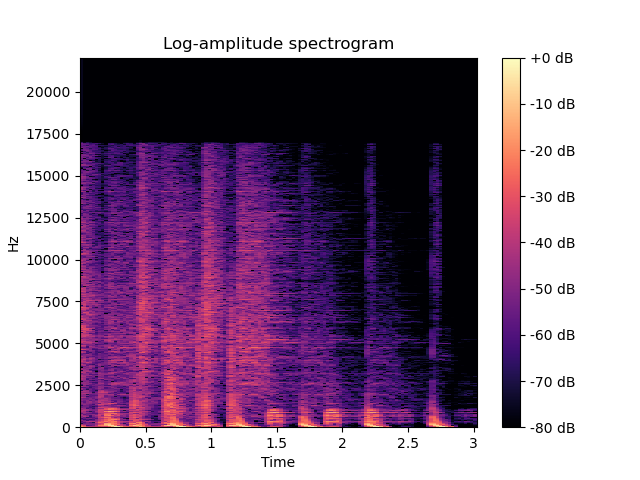 Log-amplitude spectrogram
Hz
20000
17500
15000
12500
10000
7500
5000
2500
0
0 0.5 1 1.5 2 2.5 3
Time
+0 dB
-10 dB
-20 dB
-30 dB
-40 dB
-50 dB
-60 dB
-70 dB
-80 dB